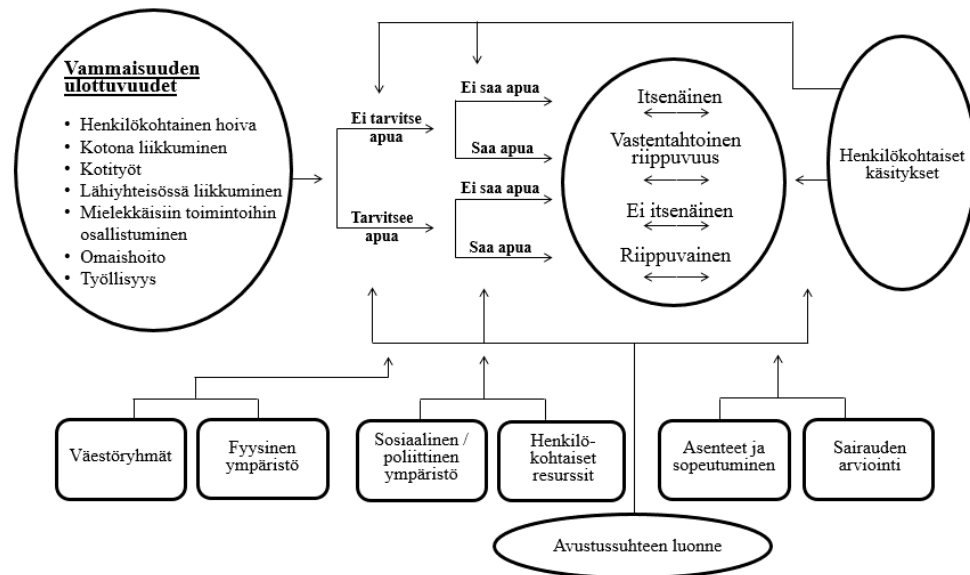 Vammaisuuden
ulottuvuudet
• Henkilökohtainen hoiva
• Kotona liikkuminen
• Kotityöt
• Lähiyhteisössä liikkuminen
• Mielekkäisiin toimintoihin
osallistuminen
• Omaishoito
• Työllisyys
Ei tarvitse
apua
Tarvitsee
apua
Ei saa apua
Saa apua
Ei saa apua
Saa apua
Itsenäinen
Vastentahtoinen
riippuvuus
Ei itsenäinen
Riippuvainen
Henkilökohtaiset
käsitykset
Väestöryhmät
Fyysinen
ympäristö
Sosiaalinen /
poliittinen
ympäristö
Henkilö-
kohtaiset
resurssit
Asenteet ja
sopeutuminen
Sairauden
arviointi
Avustussuhteen luonne